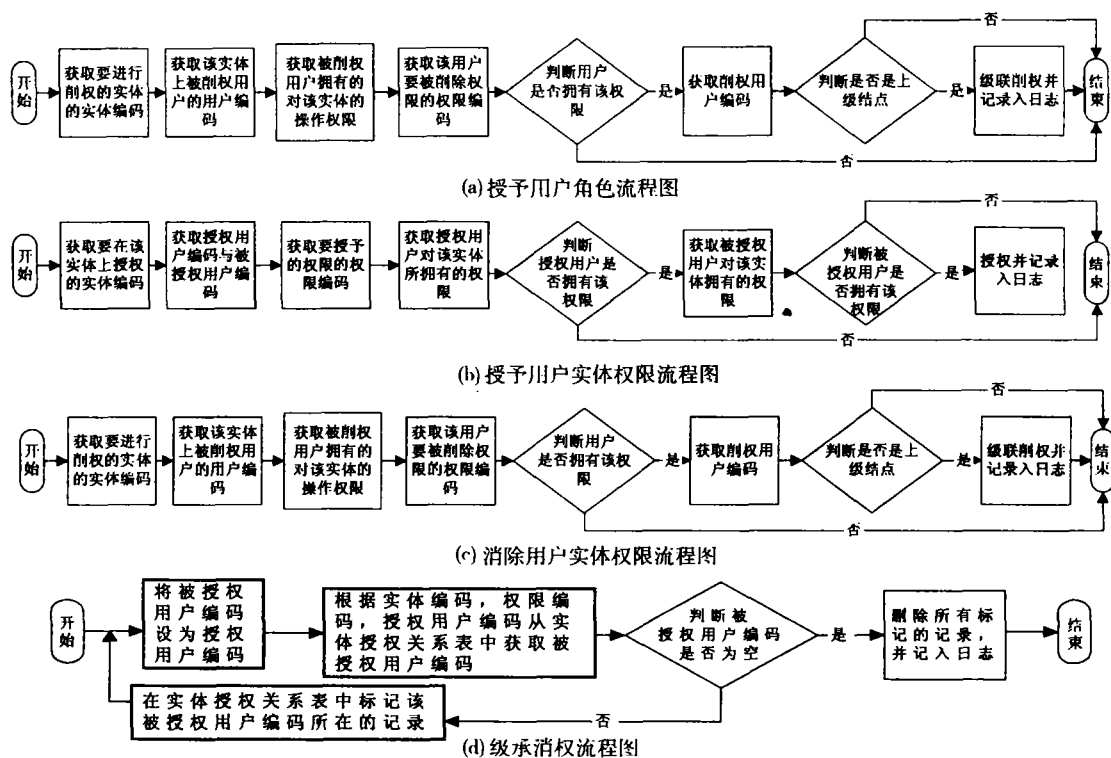 否
开
始
获取要进行
削权的实体
的实体编码
获取该实体
上被削权用
户的用户编
码
获取被削权
用户拥有的
对该实体的
操作权限
获取该用户
要被削除权
限的权限编
码
判断用户
是否拥有该权
限
是
获取削权用
户编码
判断是否是上
级结点
是
级联削权并
记录入日志
结
束
否
(a)授予用户角色流程图
否
开
始
获取要在该
实体上授权
的实体编码
获取授权用
户编码与被
授权用户编
码
获取要授予
的权限的权
限编码
获取授权用
户对该实体
所拥有的权
限
判断
授权用户是
否拥有该
权限
是
获取被授权
用户对该实
体拥有的权
限
判断被
授权用户是
否拥有该
权限
是
授权并记录
入日志
结
束
否
(b)授予用户实体权限流程图
否
开
始
获取要进行
削权的实体
的实体编码
获取该实体
上被削权用
户的用户编
码
获取被削权
用户拥有的
对该实体的
操作权限
获取该用户
要被削除权
限的权限编
码
判断用户
是否拥有该权
限
是
获取削权用
户编码
判断是否是上
级结点
是
级联削权并
记录入日志
结
束
否
(c)消除用户实体权限流程图
开
始
将被授权
用户编码
设为授权
用户编码
根据实体编码，权限编
码，授权用户编码从实
体授权关系表中获取被
授权用户编码
判断被
授权用户编码
是否为空
是
删除所有标
记的记录，
并记入日志
结
束
在实体授权关系表中标记该
被授权用户编码所在的记录
否
(d)级承消权流程图